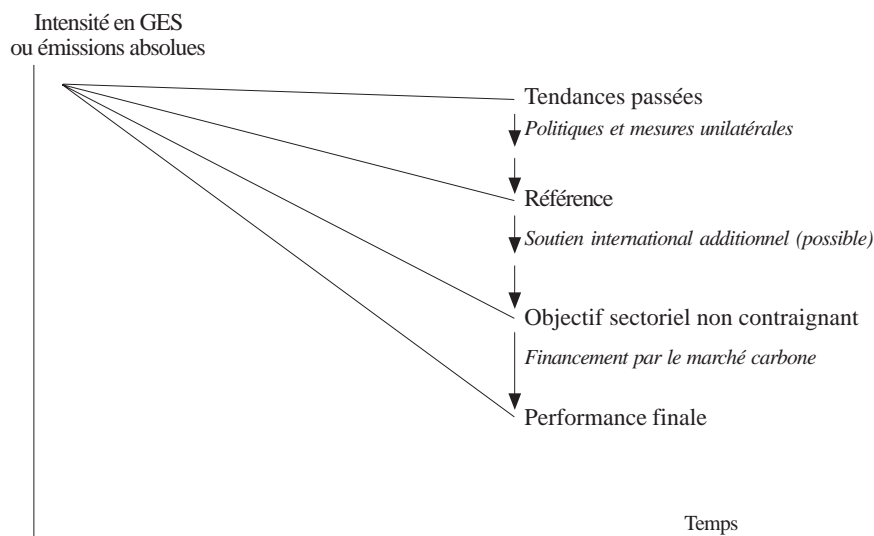 Intensité en GES
ou émissions absolues
Tendances passées
Politiques et mesures unilatérales
Référence
Soutien international additionnel (possible)
Objectif sectoriel non contraignant
Financement par le marché carbone
Performance finale
Temps